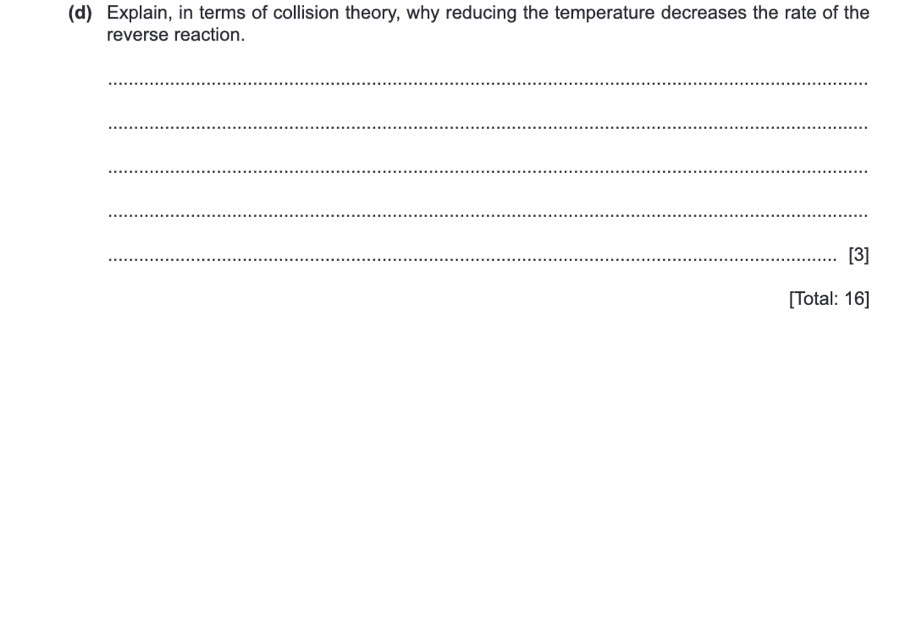 (d) Explain, in terms of collision theory, why reducing the temperature decreases the rate of the
reverse reaction.
[3]
[Total: 16]